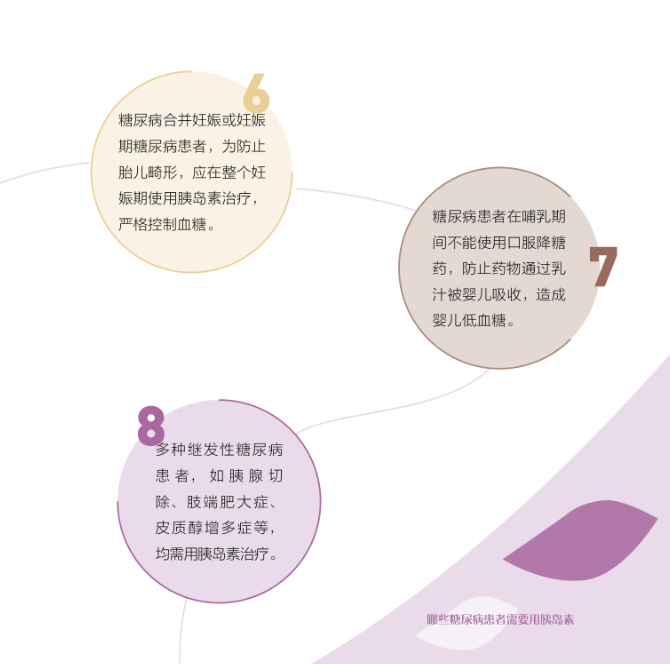 6
糖尿病合并妊娠或妊娠
期糖尿病患者，为防止
胎儿畸形，应在整个妊
娠期使用胰岛素治疗，
严格控制血糖。
7
糖尿病患者在哺乳期
间不能使用口服降糖
药，防止药物通过乳
汁被婴儿吸收，造成
婴儿低血糖。
8
多种继发性糖尿病
患者，如胰腺切
除、肢端肥大症、
皮质醇增多症等，
均需用胰岛素治疗。
哪些糖尿病患者需要用胰岛素